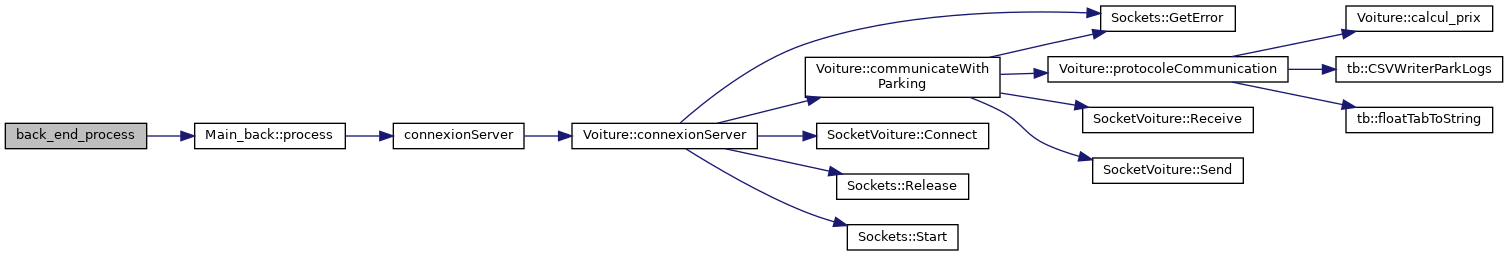 back_end_process
Main_back::process
connexionServer
Voiture::connexionServer
Sockets::GetError
Voiture::communicateWith
Parking
SocketVoiture::Connect
Sockets::Release
Sockets::Start
Voiture::protocoleCommunication
SocketVoiture::Receive
SocketVoiture::Send
Voiture::calcul_prix
tb::CSVWriterParkLogs
tb::floatTabToString